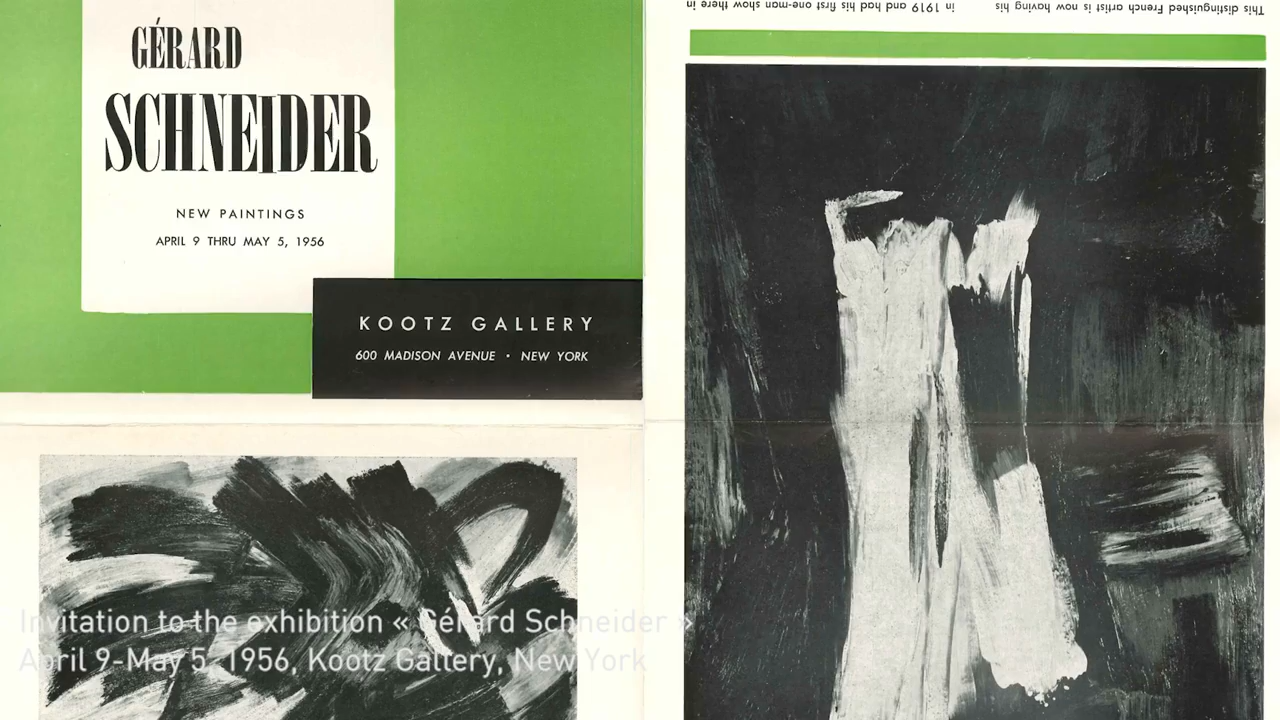 GÉRARD
SCHNEIDER
NEW PAINTINGS
APRIL 9 THRU MAY 5, 1956
KOOTZ GALLERY
600 MADISON AVENUE • NEW YORK
This distinguished French artist is now having his
in 1919 and had his first one-man show there in
Invitation to the exhibition « Gérard Schneider »
April 9-May 5, 1956, Kootz Gallery, New York